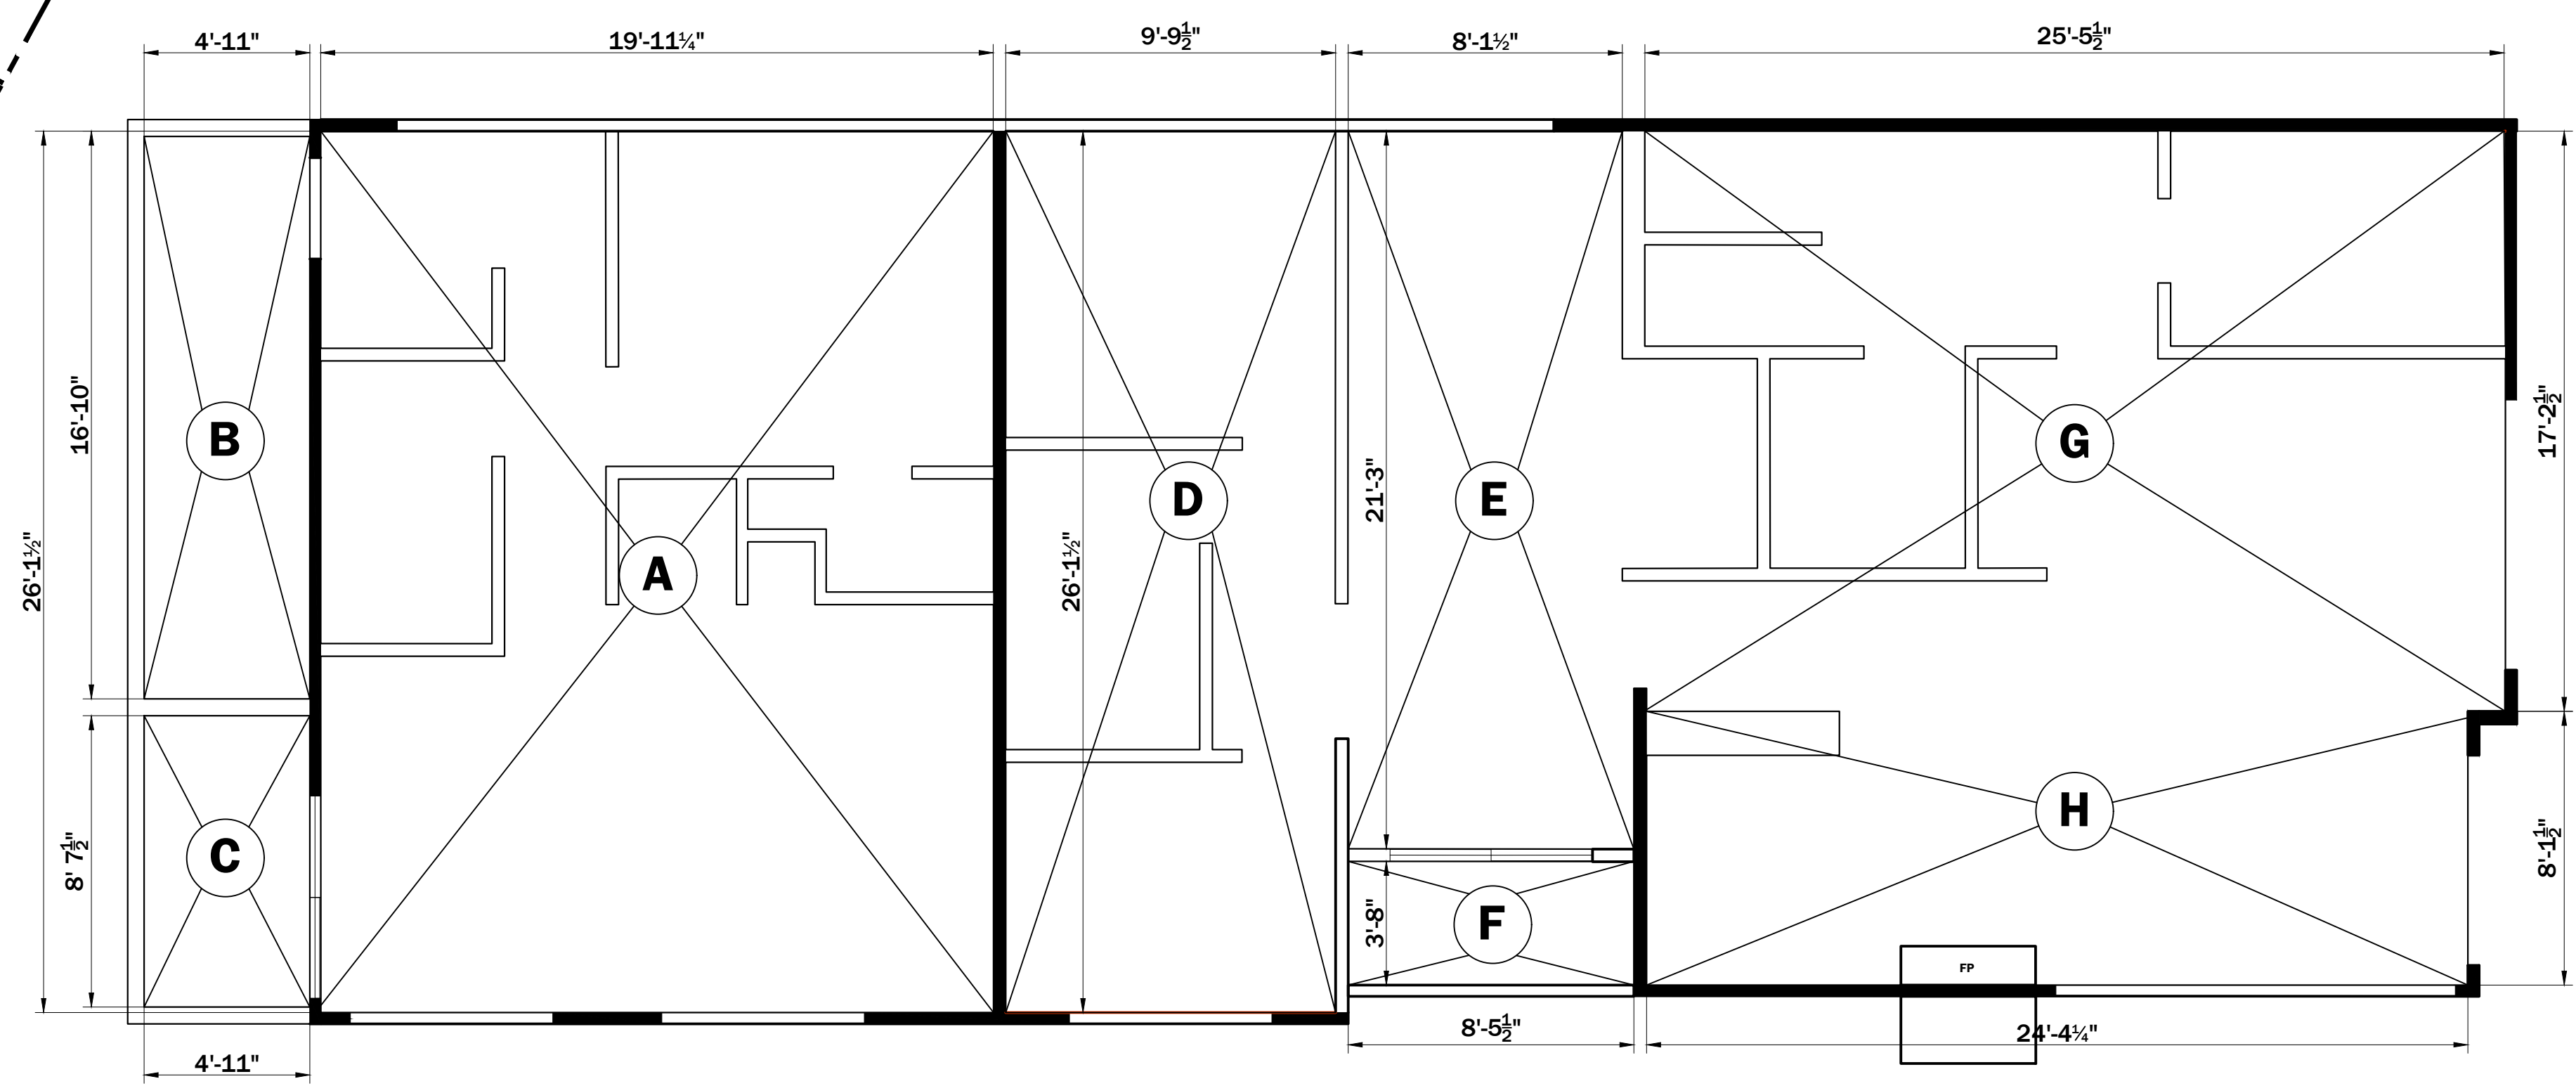 4'-11"
19'-11¼"
9'-9½"
8'-1½"
25'-5½"
26'-1½"
16'-10"
8' 7½"
B
C
A
D
26'-1½"
21'-3"
E
3'-8"
F
G
H
FP
17'-2½"
8'-1½"
4'-11"
8'-5½"
24'-4¼"